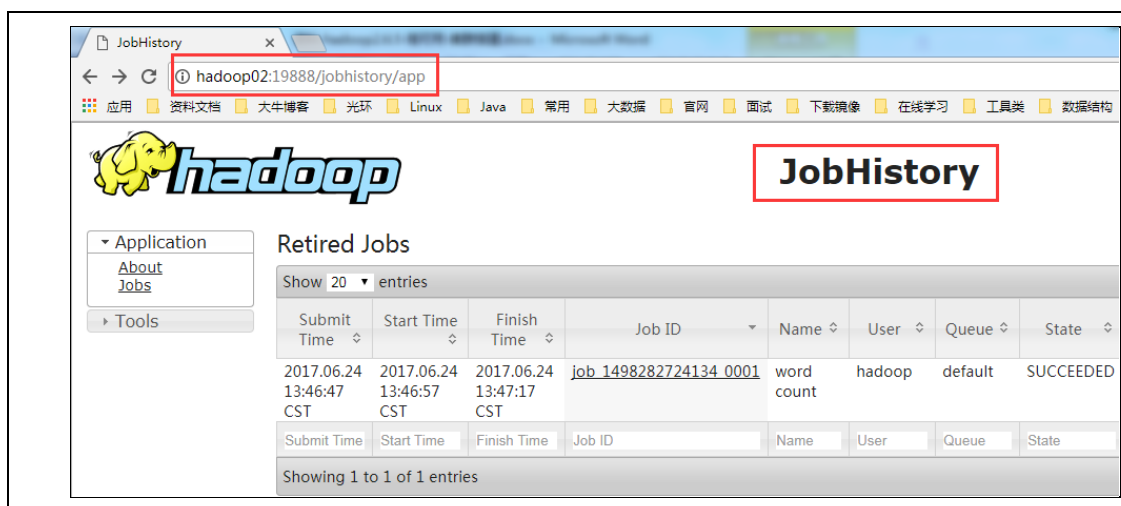 JobHistory
hadoop02:19888/jobhistory/app
应用 资料文档 大牛博客 光环 Linux Java 常用 大数据 官网 面试 下载镜像 在线学习 工具类 数据结构
hadoop
JobHistory
Application
About
Jobs
Tools
Retired Jobs
Show 20 entries
Submit Time Start Time Finish Time Job ID Name User Queue State
2017.06.24 2017.06.24 2017.06.24 job_1498282724134_0001 word hadoop default SUCCEEDED
13:46:47 13:46:57 13:47:17 count
CST CST CST
Submit Time Start Time Finish Time Job ID Name User Queue State
Showing 1 to 1 of 1 entries